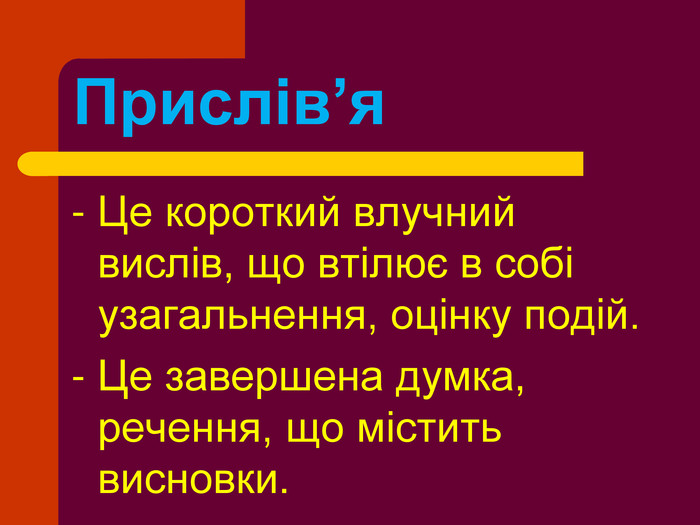 Прислів’я
- Це короткий влучний
вислів, що втілює в собі
узагальнення, оцінку подій.
- Це завершена думка,
речення, що містить
висновки.